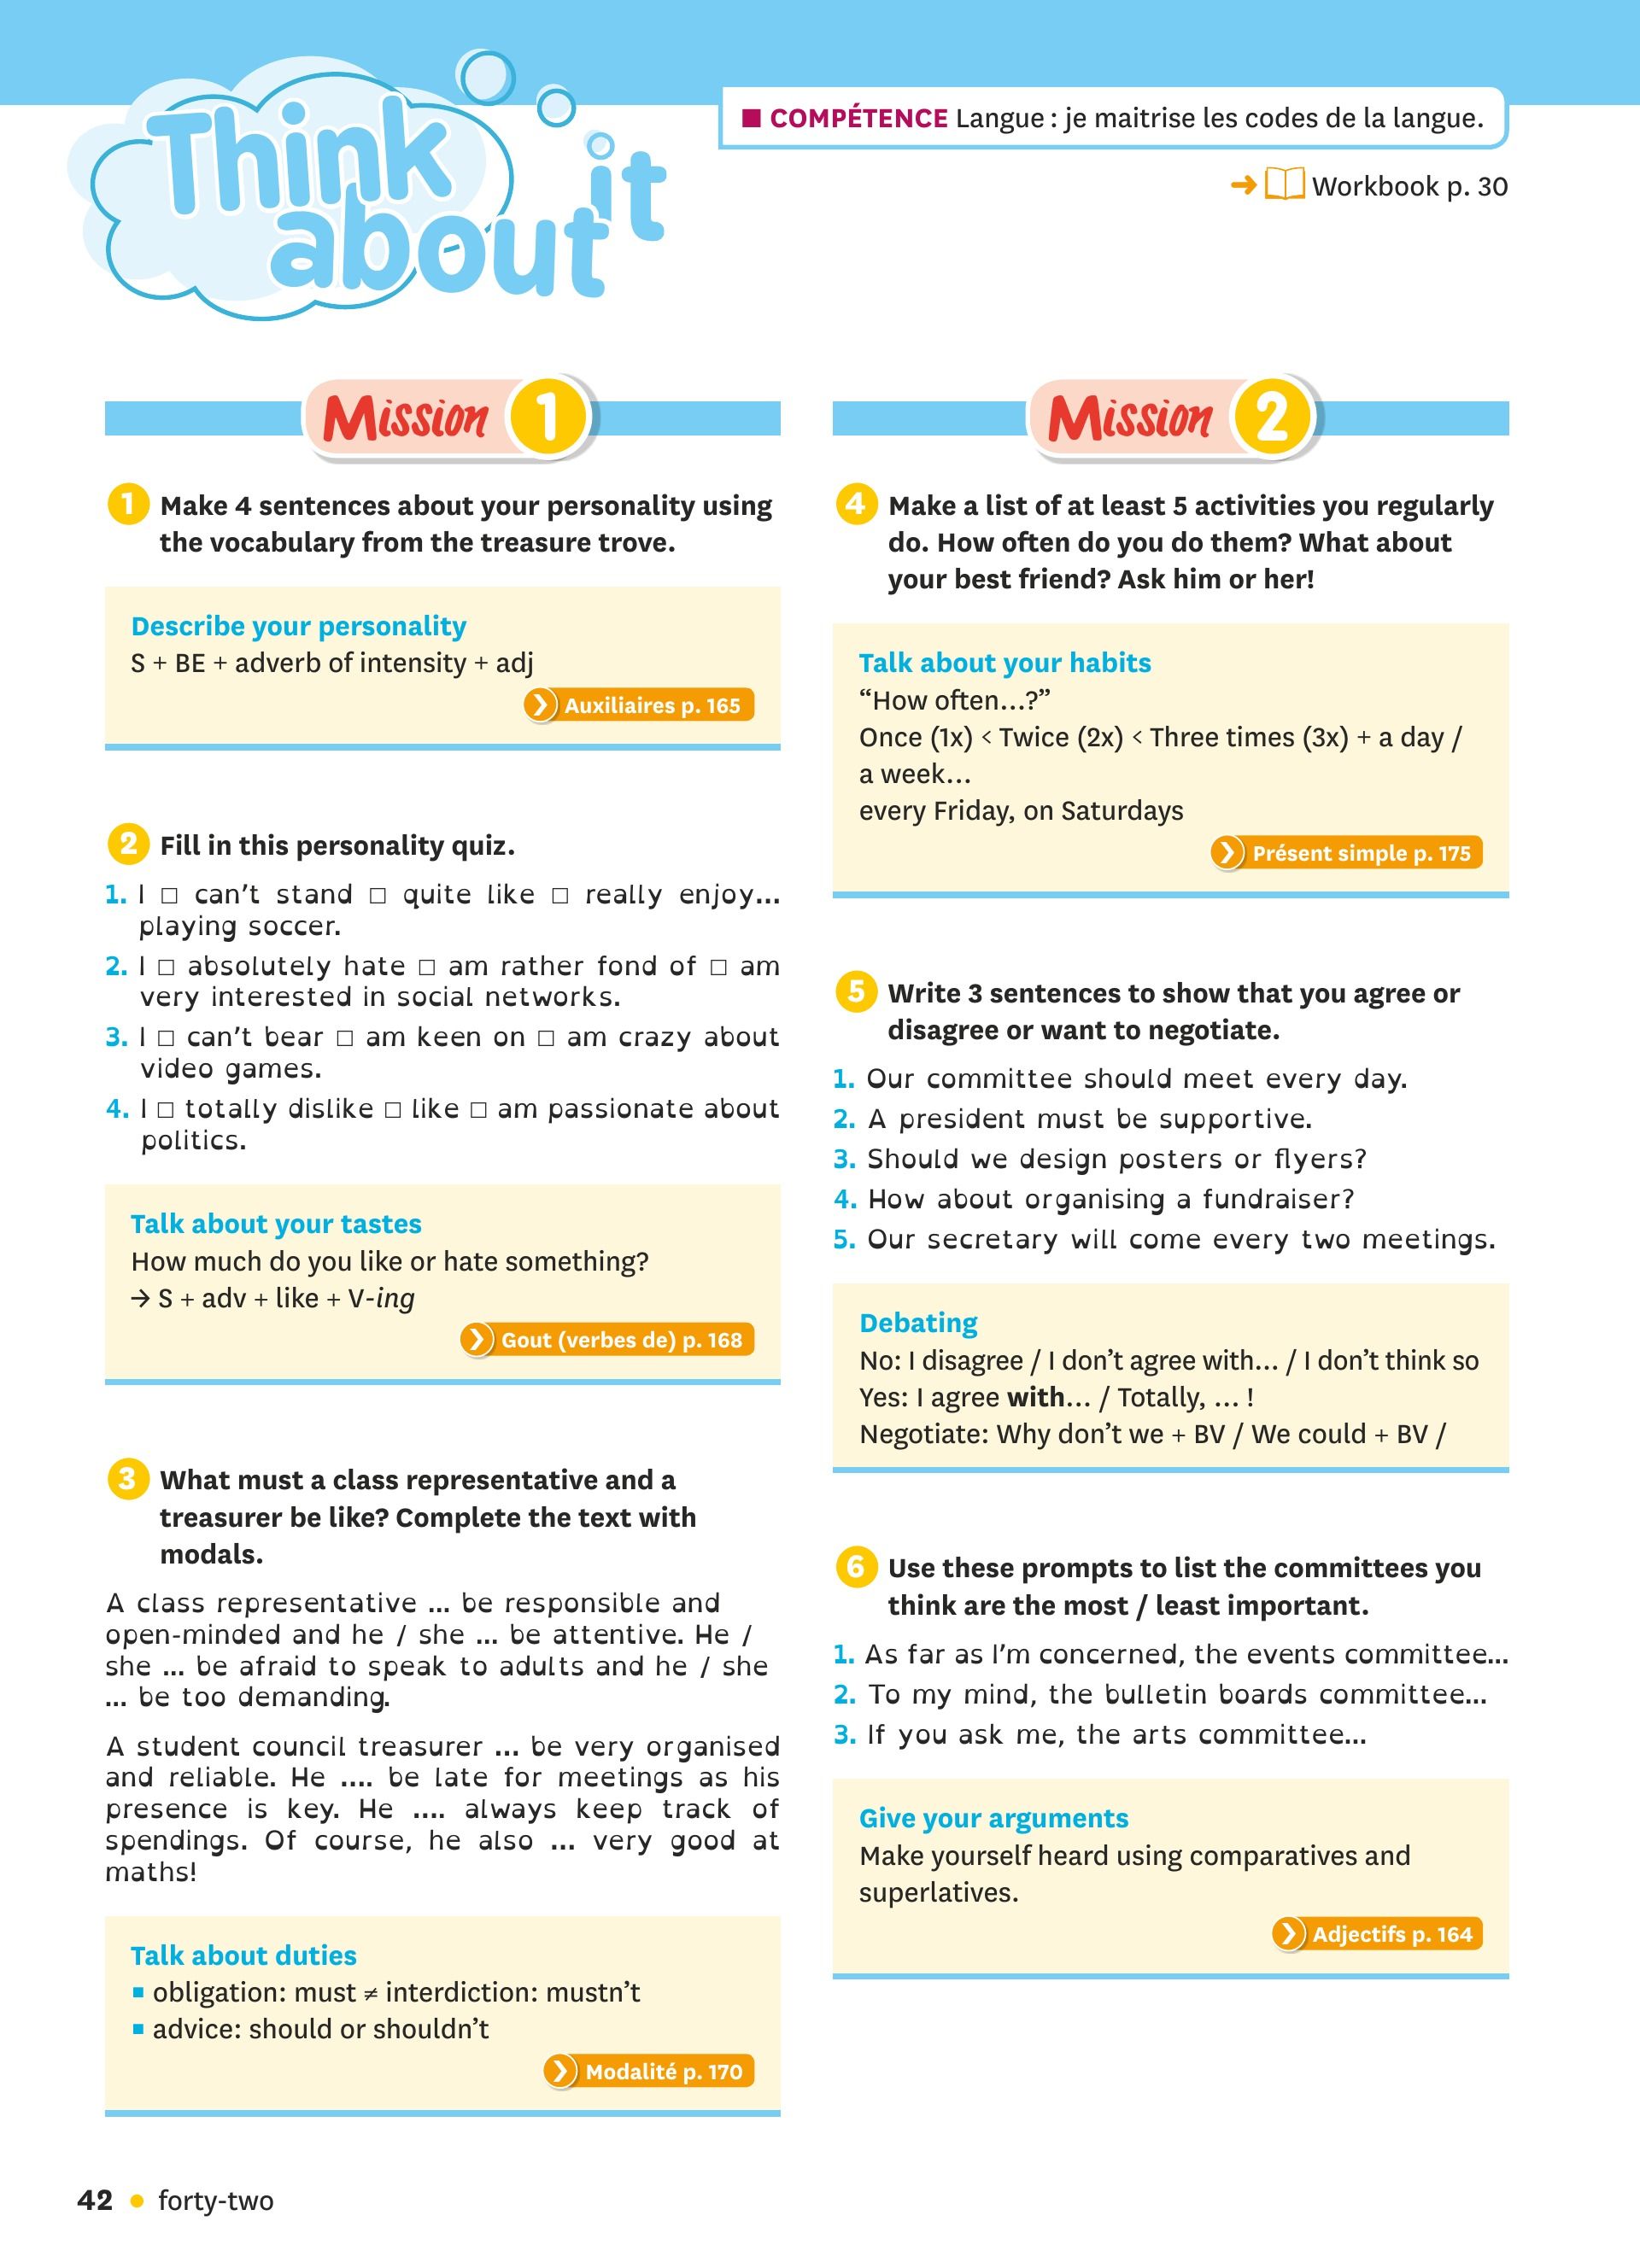 Think
about it
■ COMPÉTENCE Langue : je maitrise les codes de la langue.
➜ Workbook p. 30
Mission 1
1 Make 4 sentences about your personality using
the vocabulary from the treasure trove.
Describe your personality
S + BE + adverb of intensity + adj
❯ Auxiliaires p. 165
2 Fill in this personality quiz.
1. I □ can’t stand □ quite like □ really enjoy...
playing soccer.
2. I □ absolutely hate □ am rather fond of □ am
very interested in social networks.
3. I □ can’t bear □ am keen on □ am crazy about
video games.
4. I □ totally dislike □ like □ am passionate about
politics.
Talk about your tastes
How much do you like or hate something?
→ S + adv + like + V-ing
❯ Gout (verbes de) p. 168
3 What must a class representative and a
treasurer be like? Complete the text with
modals.
A class representative ... be responsible and
open-minded and he / she ... be attentive. He /
she ... be afraid to speak to adults and he / she
... be too demanding.
A student council treasurer ... be very organised
and reliable. He .... be late for meetings as his
presence is key. He .... always keep track of
spendings. Of course, he also ... very good at
maths!
Talk about duties
■ obligation: must ≠ interdiction: mustn’t
■ advice: should or shouldn’t
❯ Modalité p. 170
Mission 2
4 Make a list of at least 5 activities you regularly
do. How often do you do them? What about
your best friend? Ask him or her!
Talk about your habits
“How often...?”
Once (1x) < Twice (2x) < Three times (3x) + a day /
a week...
every Friday, on Saturdays
❯ Présent simple p. 175
5 Write 3 sentences to show that you agree or
disagree or want to negotiate.
1. Our committee should meet every day.
2. A president must be supportive.
3. Should we design posters or flyers?
4. How about organising a fundraiser?
5. Our secretary will come every two meetings.
Debating
No: I disagree / I don’t agree with... / I don’t think so
Yes: I agree with... / Totally, ... !
Negotiate: Why don’t we + BV / We could + BV /
6 Use these prompts to list the committees you
think are the most / least important.
1. As far as I’m concerned, the events committee...
2. To my mind, the bulletin boards committee...
3. If you ask me, the arts committee...
Give your arguments
Make yourself heard using comparatives and
superlatives.
❯ Adjectifs p. 164
42 • forty-two